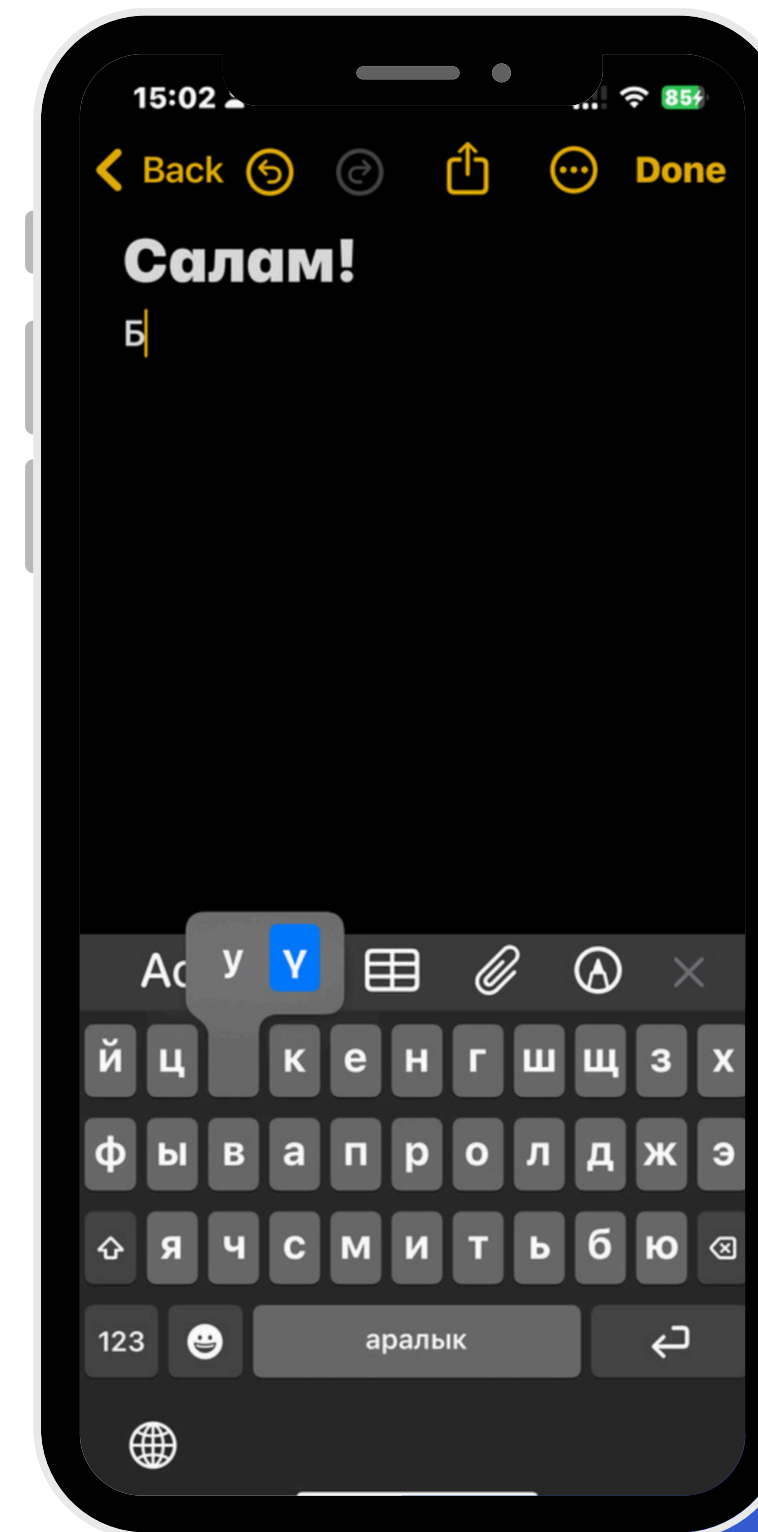 15:02 85
Back Done
Салам!
Б
у ү
й ц к е н г ш щ з х
ф ы в а п р о л д ж э
я ч с м и т ь б ю
123 аралык